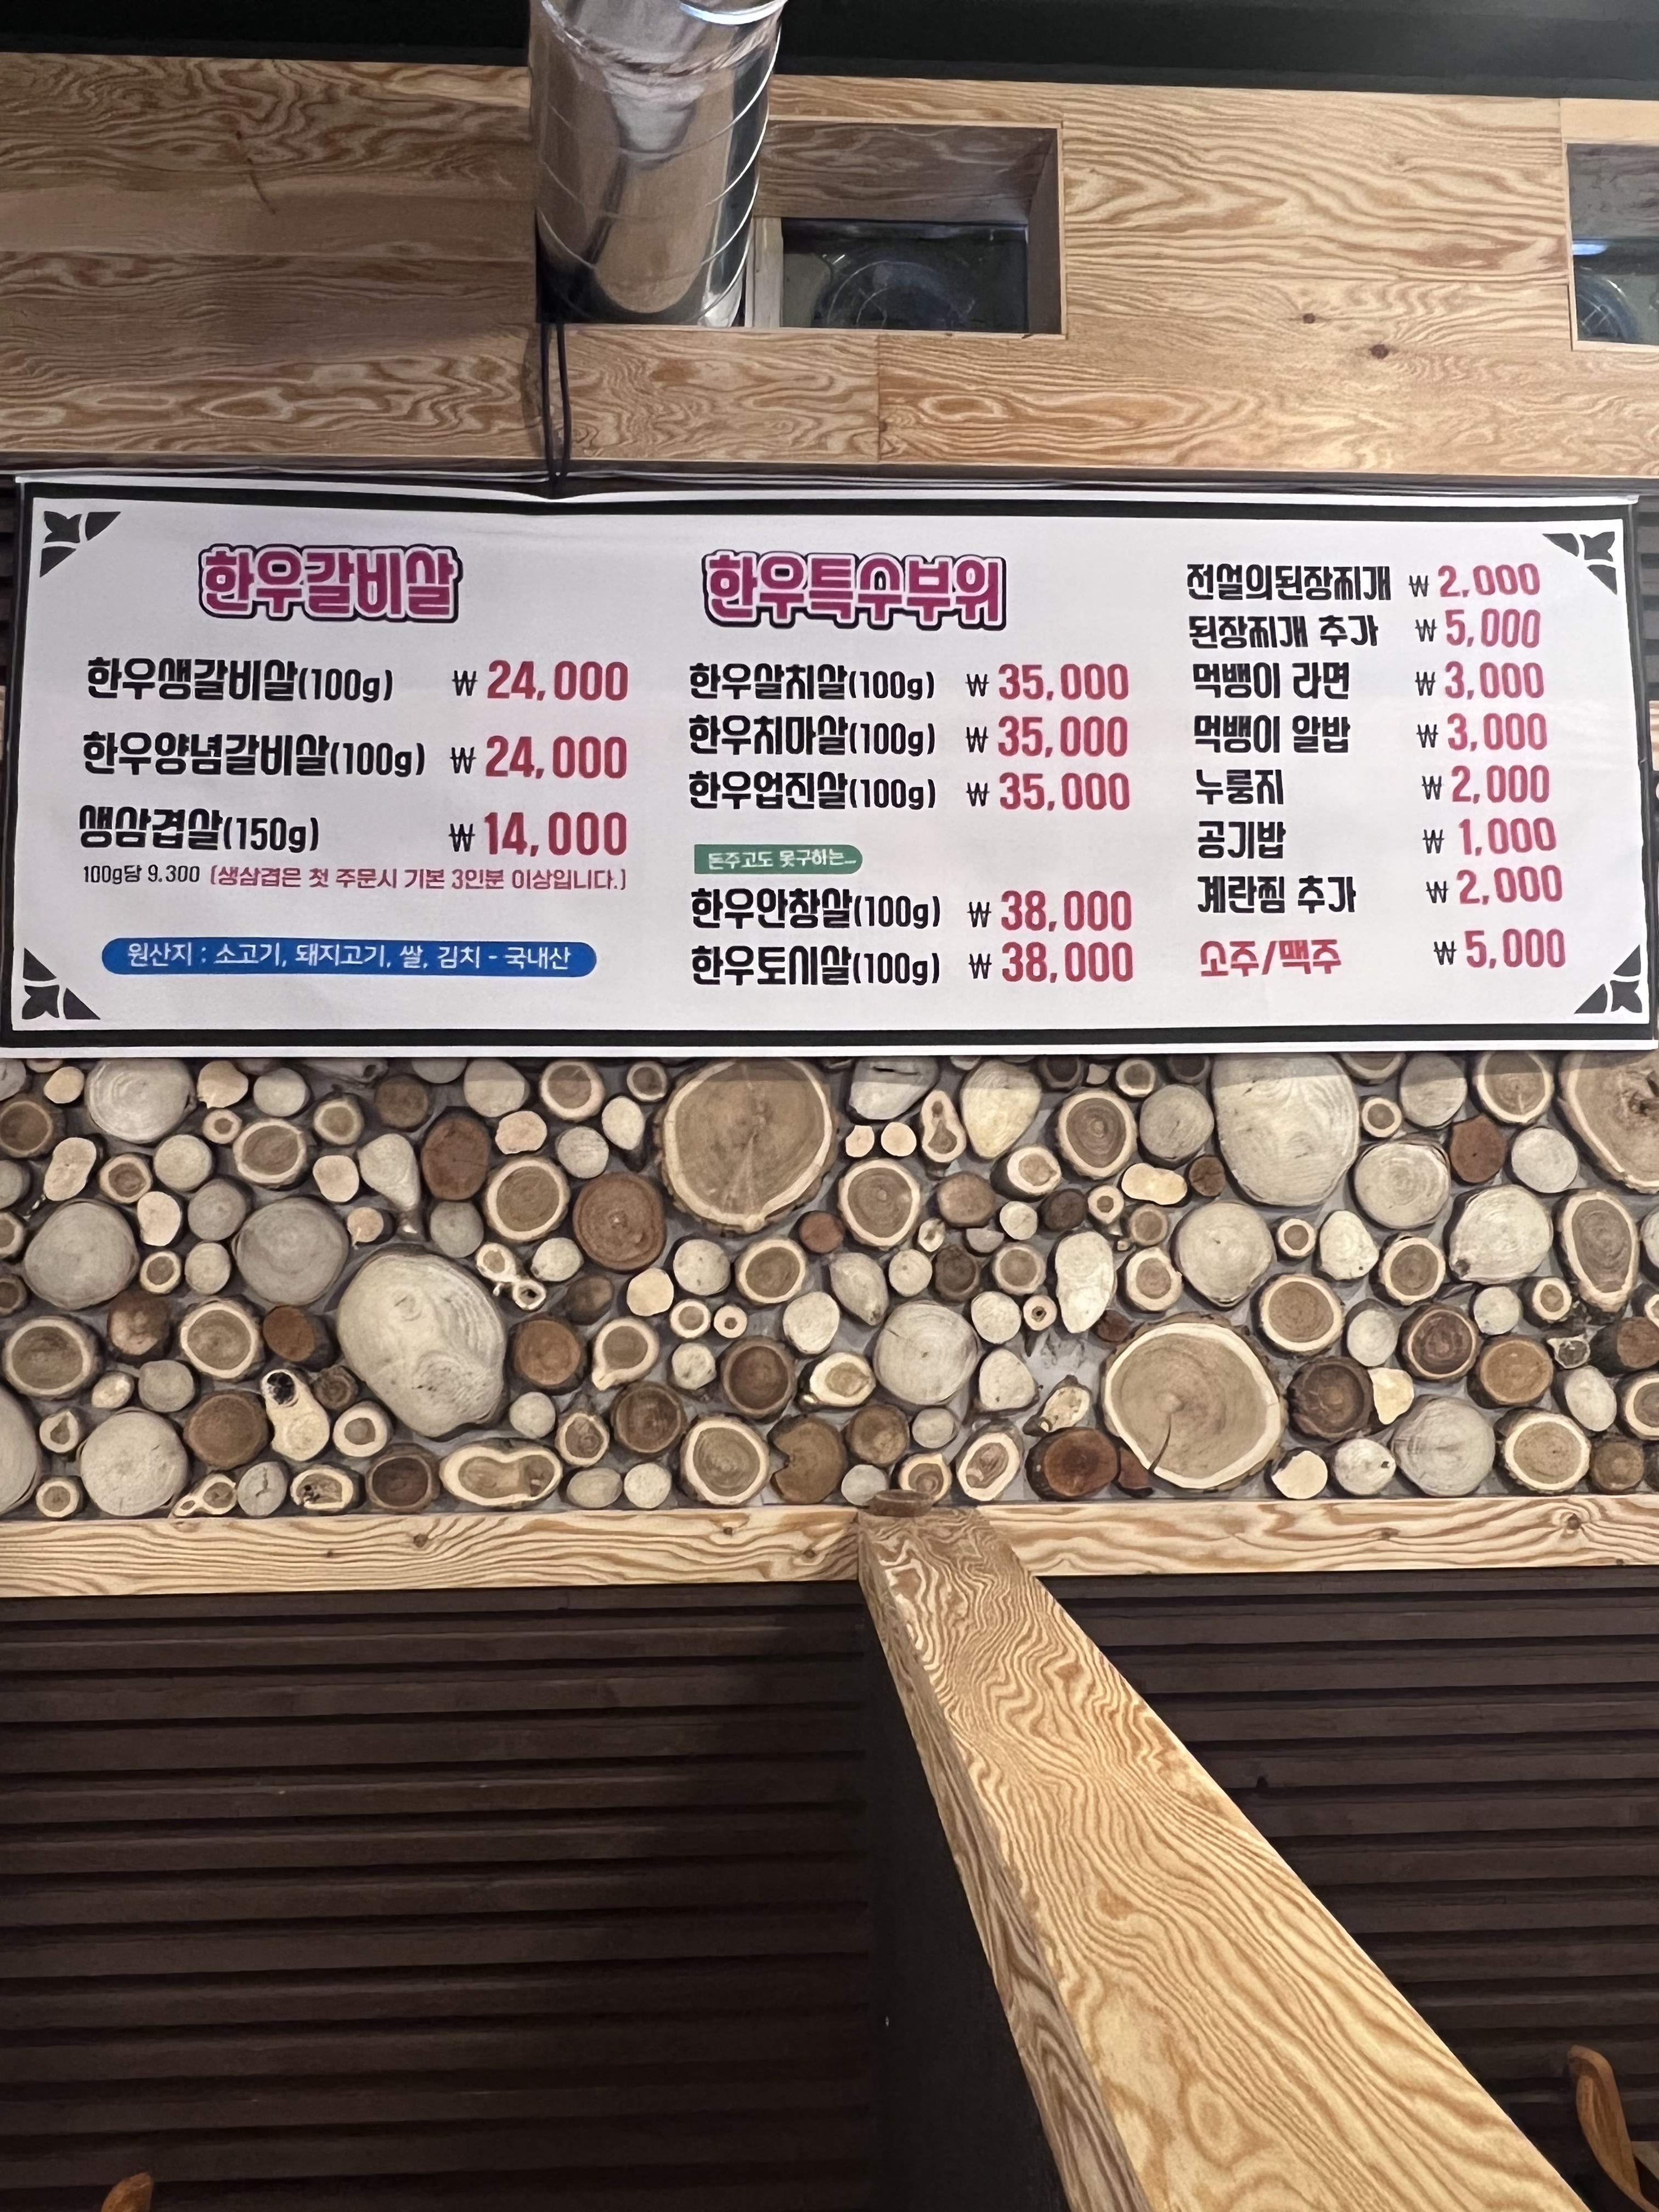 한우갈비살
한우생갈비살(100g) ₩ 24,000
한우양념갈비살(100g) ₩ 24,000
생삼겹살(150g) ₩ 14,000
100g당 9.300 (생삼겹은 첫 주문시 기본 3인분 이상입니다.)
원산지 : 소고기, 돼지고기, 쌀, 김치 - 국내산
한우특수부위
한우살치살(100g) ₩ 35,000
한우치마살(100g) ₩ 35,000
한우업진살(100g) ₩ 35,000
돈주고도 못구하는...
한우안창살(100g) ₩ 38,000
한우토시살(100g) ₩ 38,000
전설의된장찌개 ₩ 2,000
된장찌개 추가 ₩ 5,000
먹뱅이 라면 ₩ 3,000
먹뱅이 알밥 ₩ 3,000
누룽지 ₩ 2,000
공기밥 ₩ 1,000
계란찜 추가 ₩ 2,000
소주/맥주 ₩ 5,000